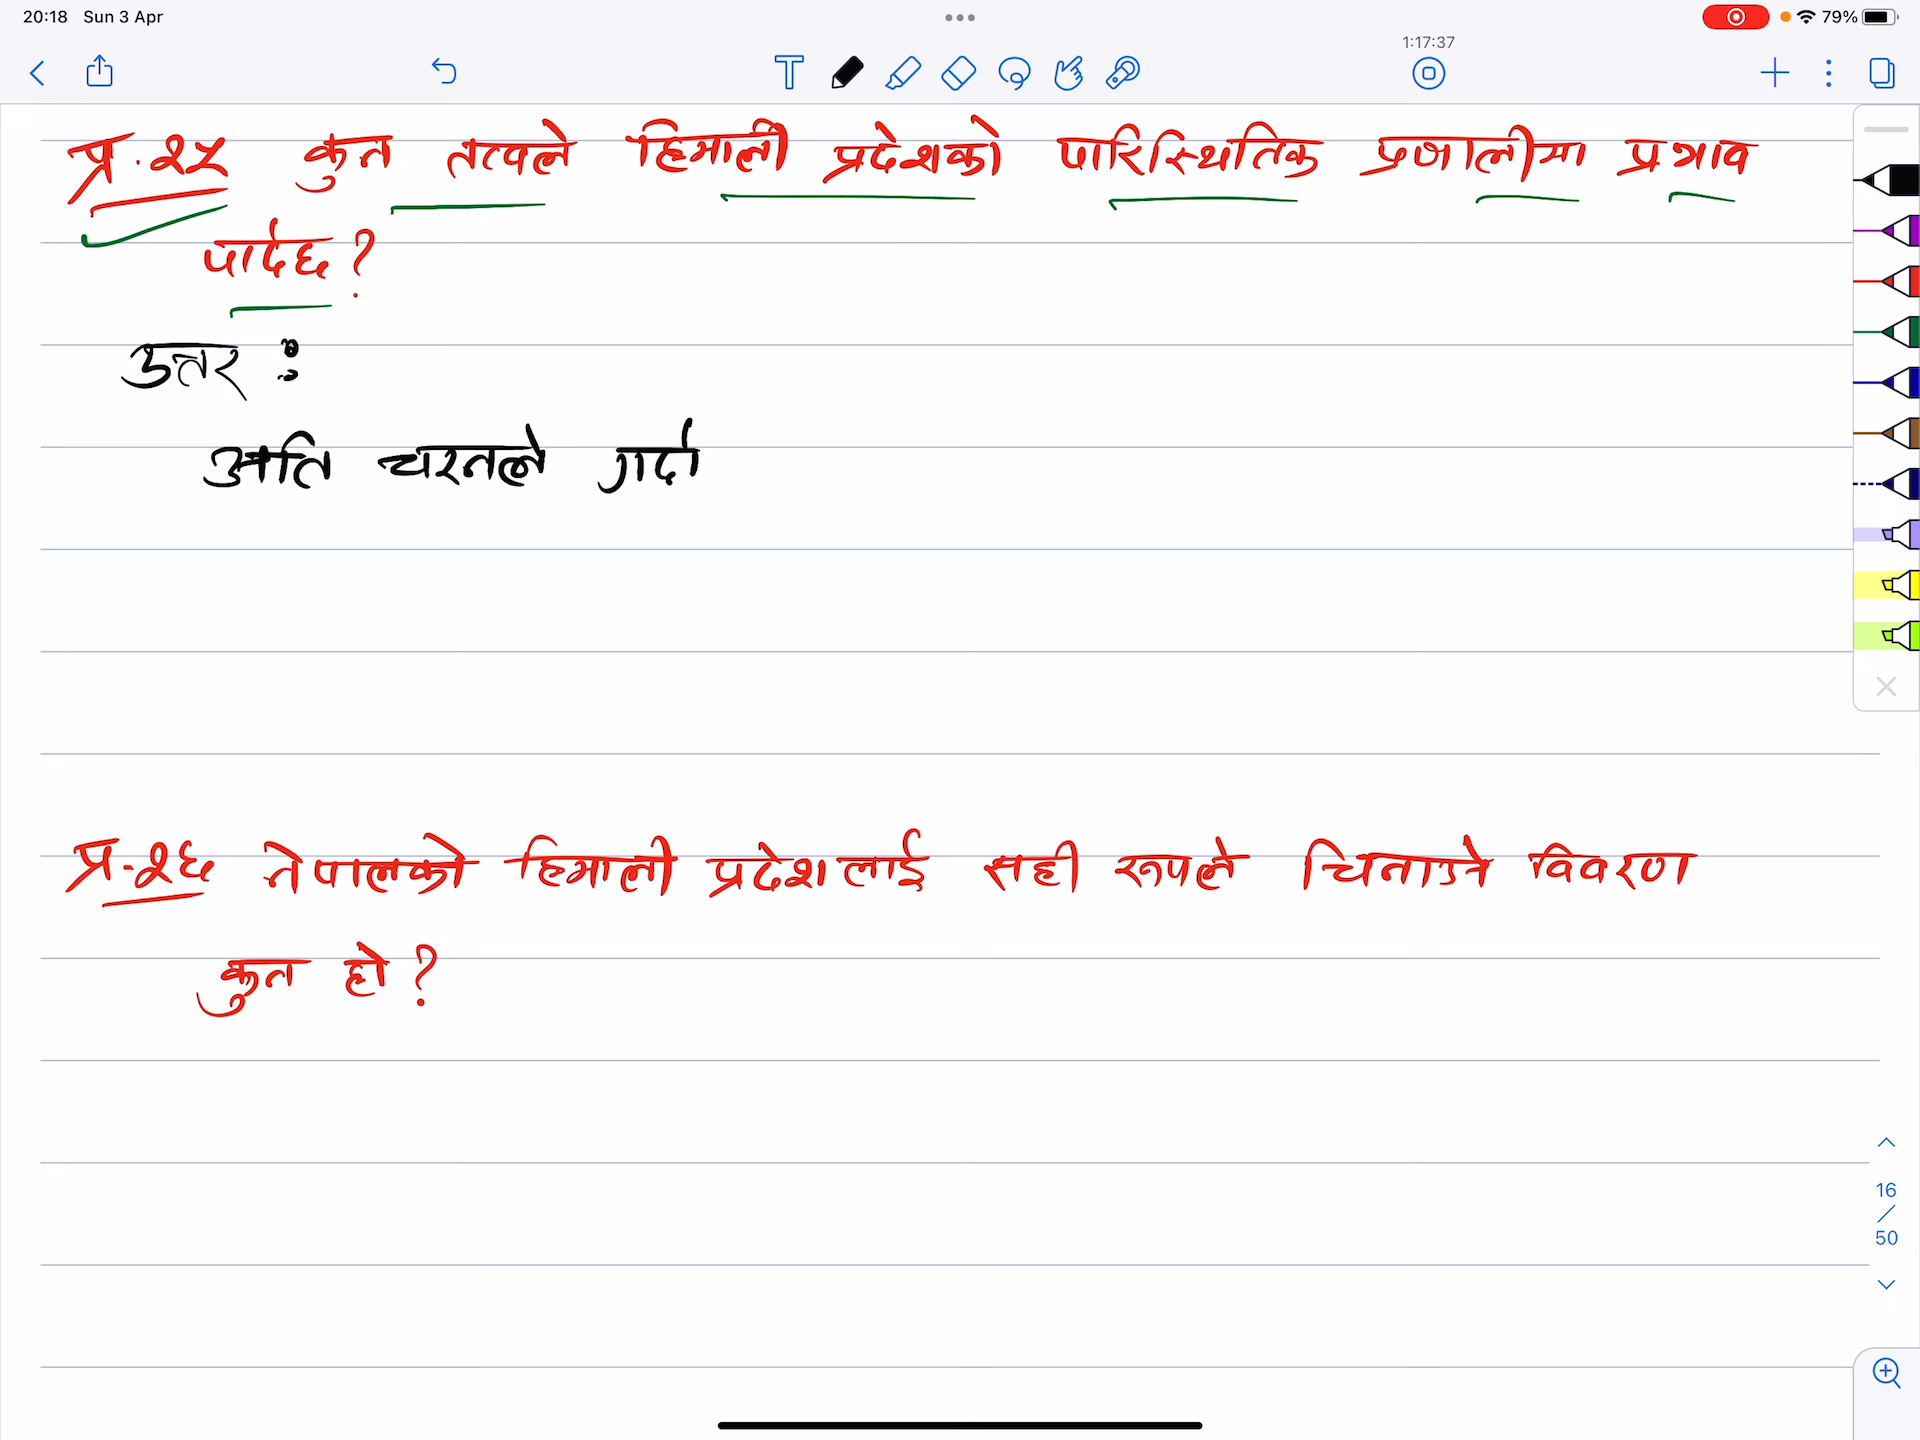 20:18 Sun 3 Apr
79%
1:17:37
प्र.२५ कुन तत्वले हिमाली प्रदेशको पारिस्थितिक प्रणालीमा प्रभाव
पार्दछ?
उत्तर :
अति चरनले गर्दा
प्र.२६ नेपालको हिमाली प्रदेशलाई सही रूपले चिनाउने विवरण
कुन हो?
16
/
50